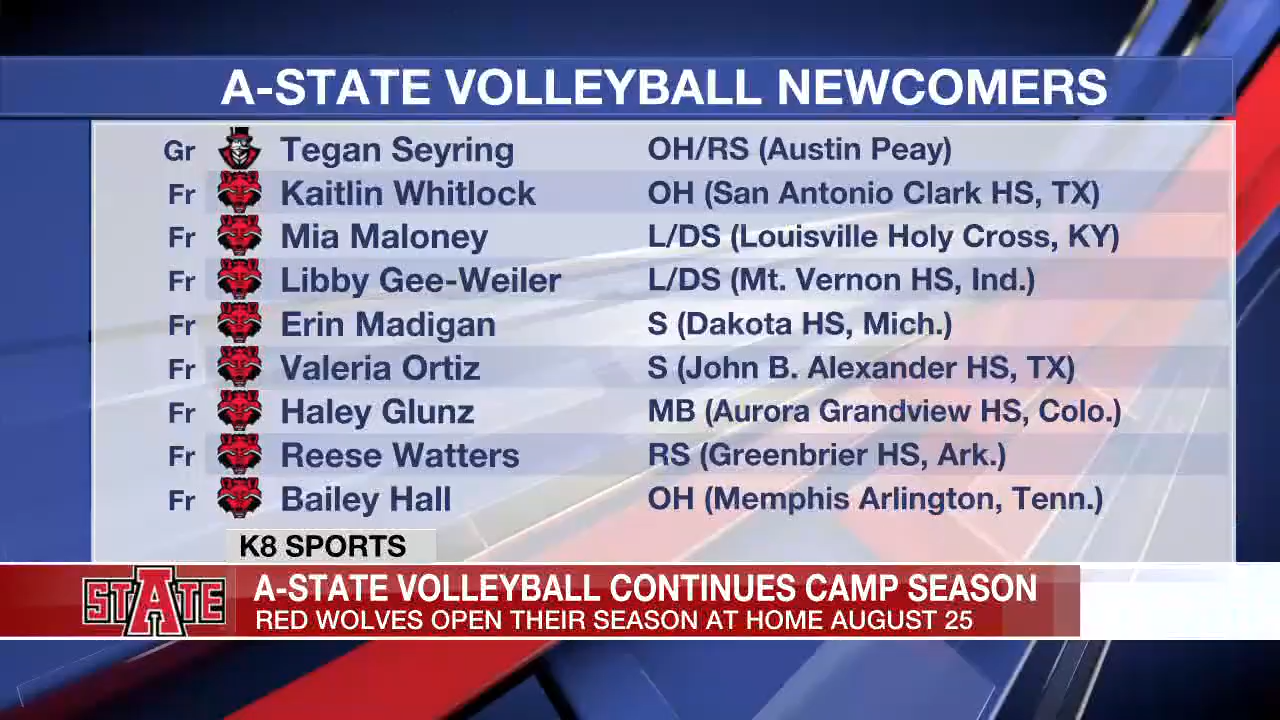 A-STATE VOLLEYBALL NEWCOMERS
Gr Tegan Seyring OH/RS (Austin Peay)
Fr Kaitlin Whitlock OH (San Antonio Clark HS, TX)
Fr Mia Maloney L/DS (Louisville Holy Cross, KY)
Fr Libby Gee-Weiler L/DS (Mt. Vernon HS, Ind.)
Fr Erin Madigan S (Dakota HS, Mich.)
Fr Valeria Ortiz S (John B. Alexander HS, TX)
Fr Haley Glunz MB (Aurora Grandview HS, Colo.)
Fr Reese Watters RS (Greenbrier HS, Ark.)
Fr Bailey Hall OH (Memphis Arlington, Tenn.)
K8 SPORTS
STATE
A-STATE VOLLEYBALL CONTINUES CAMP SEASON
RED WOLVES OPEN THEIR SEASON AT HOME AUGUST 25